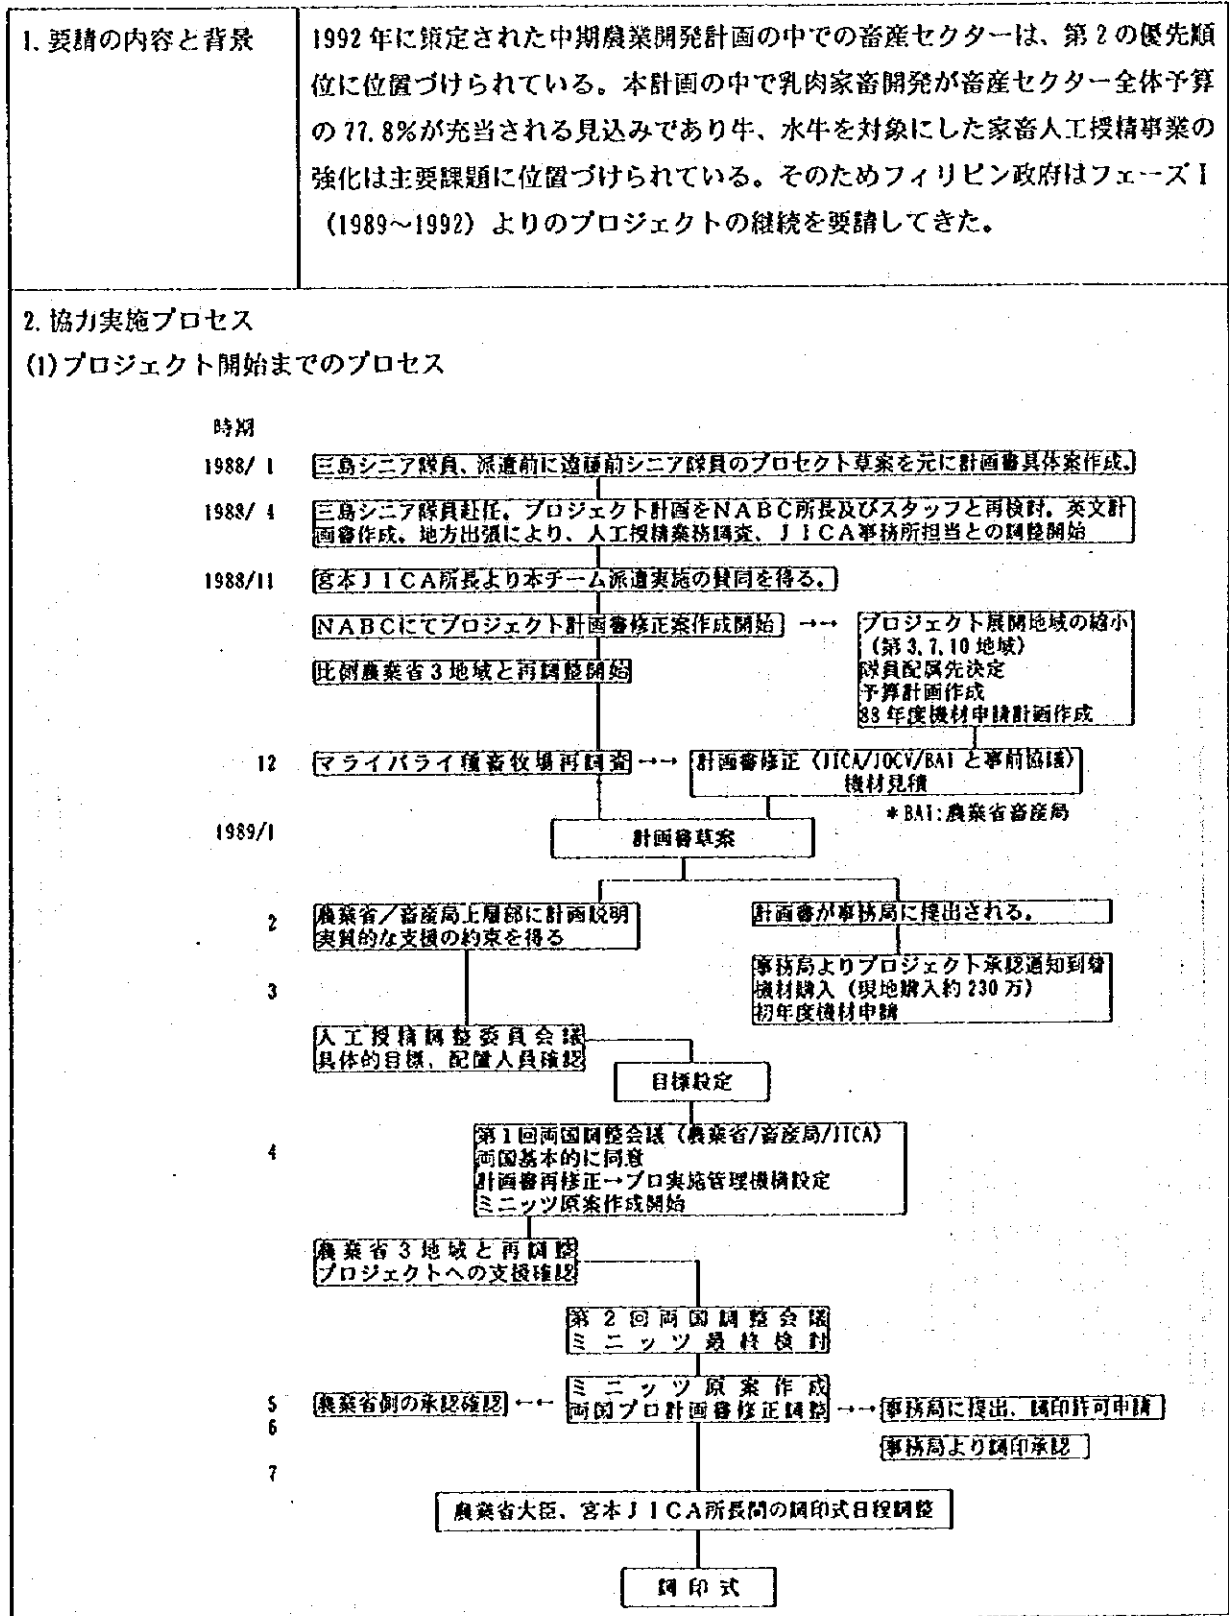 1. 要請の内容と背景
1992年に策定された中期農業開発計画の中での畜産セクターは、第2の優先順
位に位置づけられている。本計画の中で乳肉家畜開発が畜産セクター全体予算
の77.8%が充当される見込みであり牛、水牛を対象にした家畜人工授精事業の
強化は主要課題に位置づけられている。そのためフィリピン政府はフェーズI
(1989～1992)よりのプロジェクトの継続を要請してきた。
2. 協力実施プロセス
(1)プロジェクト開始までのプロセス
時期
1988/ 1 三島シニア隊員、派遣前に遠藤前シニア隊員のプロセクト草案を元に計画書具体案作成。
1988/ 4 三島シニア隊員赴任。プロジェクト計画をNABC所長及びスタッフと再検討。英文計
画書作成。地方出張により、人工授精業務調査、JICA事務所担当との調整開始
1988/11 宮本JICA所長より本チーム派遣実施の賛同を得る。
NABCにてプロジェクト計画書修正案作成開始 →→ プロジェクト展開地域の縮小
(第3,7,10地域)
比側農業省3地域と再調整開始
隊員配属先決定
予算計画作成
88年度機材申請計画作成
12 マライバライ種畜牧場再調査 →→ 計画書修正 (JICA/JOCV/BAIと事前協議)
機材見積
*BAI:農業省畜産局
1989/1 計画書草案
2 農業省/畜産局上層部に計画説明
実質的な支援の約束を得る
計画書が事務局に提出される。
3 事務局よりプロジェクト承認通知到着
機材購入 (現地購入約230万)
初年度機材申請
人工授精調整委員会議
具体的目標、配置人員確認
目標設定
4 第1回両国調整会議 (農業省/畜産局/JICA)
両国基本的に同意
計画書再修正→プロ実施管理機構設定
ミニッツ原案作成開始
農業省3地域と再調整
プロジェクトへの支援確認
第2回両国調整会議
ミニッツ最終検討
5 農業省側の承認確認 ←← ミニッツ原案作成
6 両国プロ計画書修正調整 →→ 事務局に提出、調印許可申請
事務局より調印承認
7
農業省大臣、宮本JICA所長間の調印式日程調整
調印式